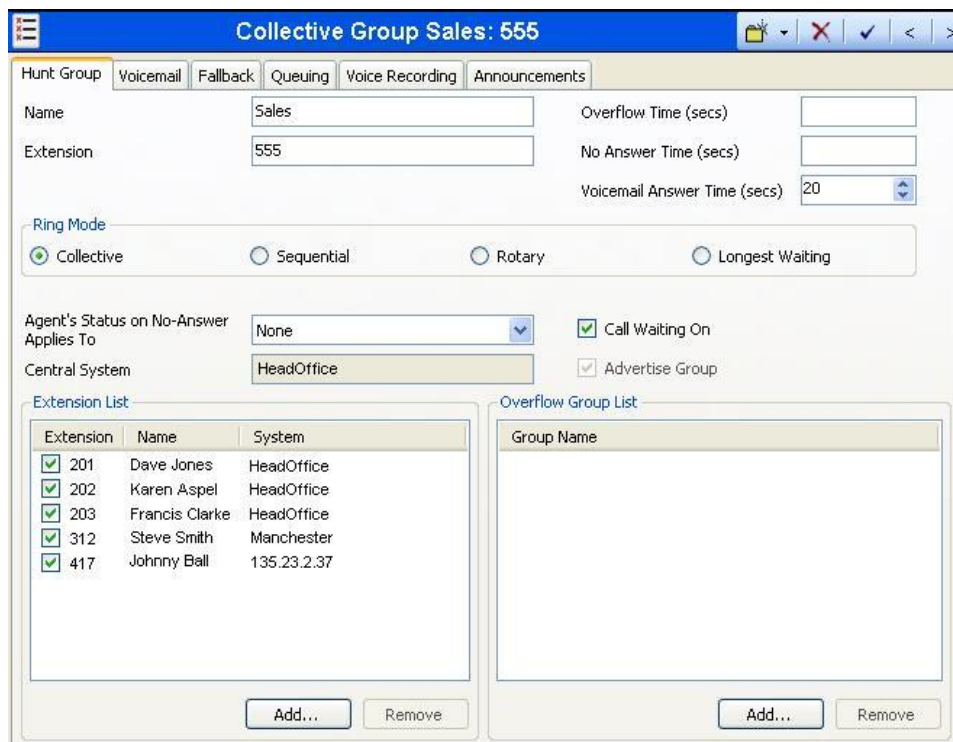 Collective Group Sales: 555
Hunt Group Voicemail Fallback Queuing Voice Recording Announcements
Name Sales Overflow Time (secs)
Extension 555 No Answer Time (secs)
Voicemail Answer Time (secs) 20
Ring Mode
Collective Sequential Rotary Longest Waiting
Agent's Status on No-Answer
Applies To
None Call Waiting On
Central System HeadOffice Advertise Group
Extension List
Extension Name System
201 Dave Jones HeadOffice
202 Karen Aspel HeadOffice
203 Francis Clarke HeadOffice
312 Steve Smith Manchester
417 Johnny Ball 135.23.2.37
Add... Remove
Overflow Group List
Group Name
Add... Remove